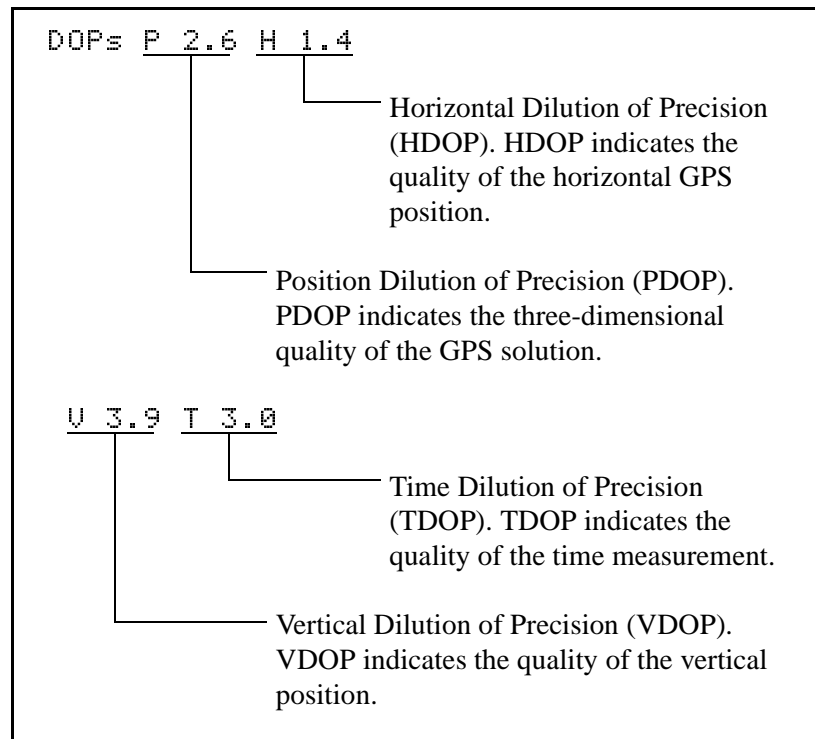 DOPs P 2.6 H 1.4
Horizontal Dilution of Precision
(HDOP). HDOP indicates the
quality of the horizontal GPS
position.
Position Dilution of Precision (PDOP).
PDOP indicates the three-dimensional
quality of the GPS solution.
V 3.9 T 3.0
Time Dilution of Precision
(TDOP). TDOP indicates the
quality of the time measurement.
Vertical Dilution of Precision (VDOP).
VDOP indicates the quality of the vertical
position.